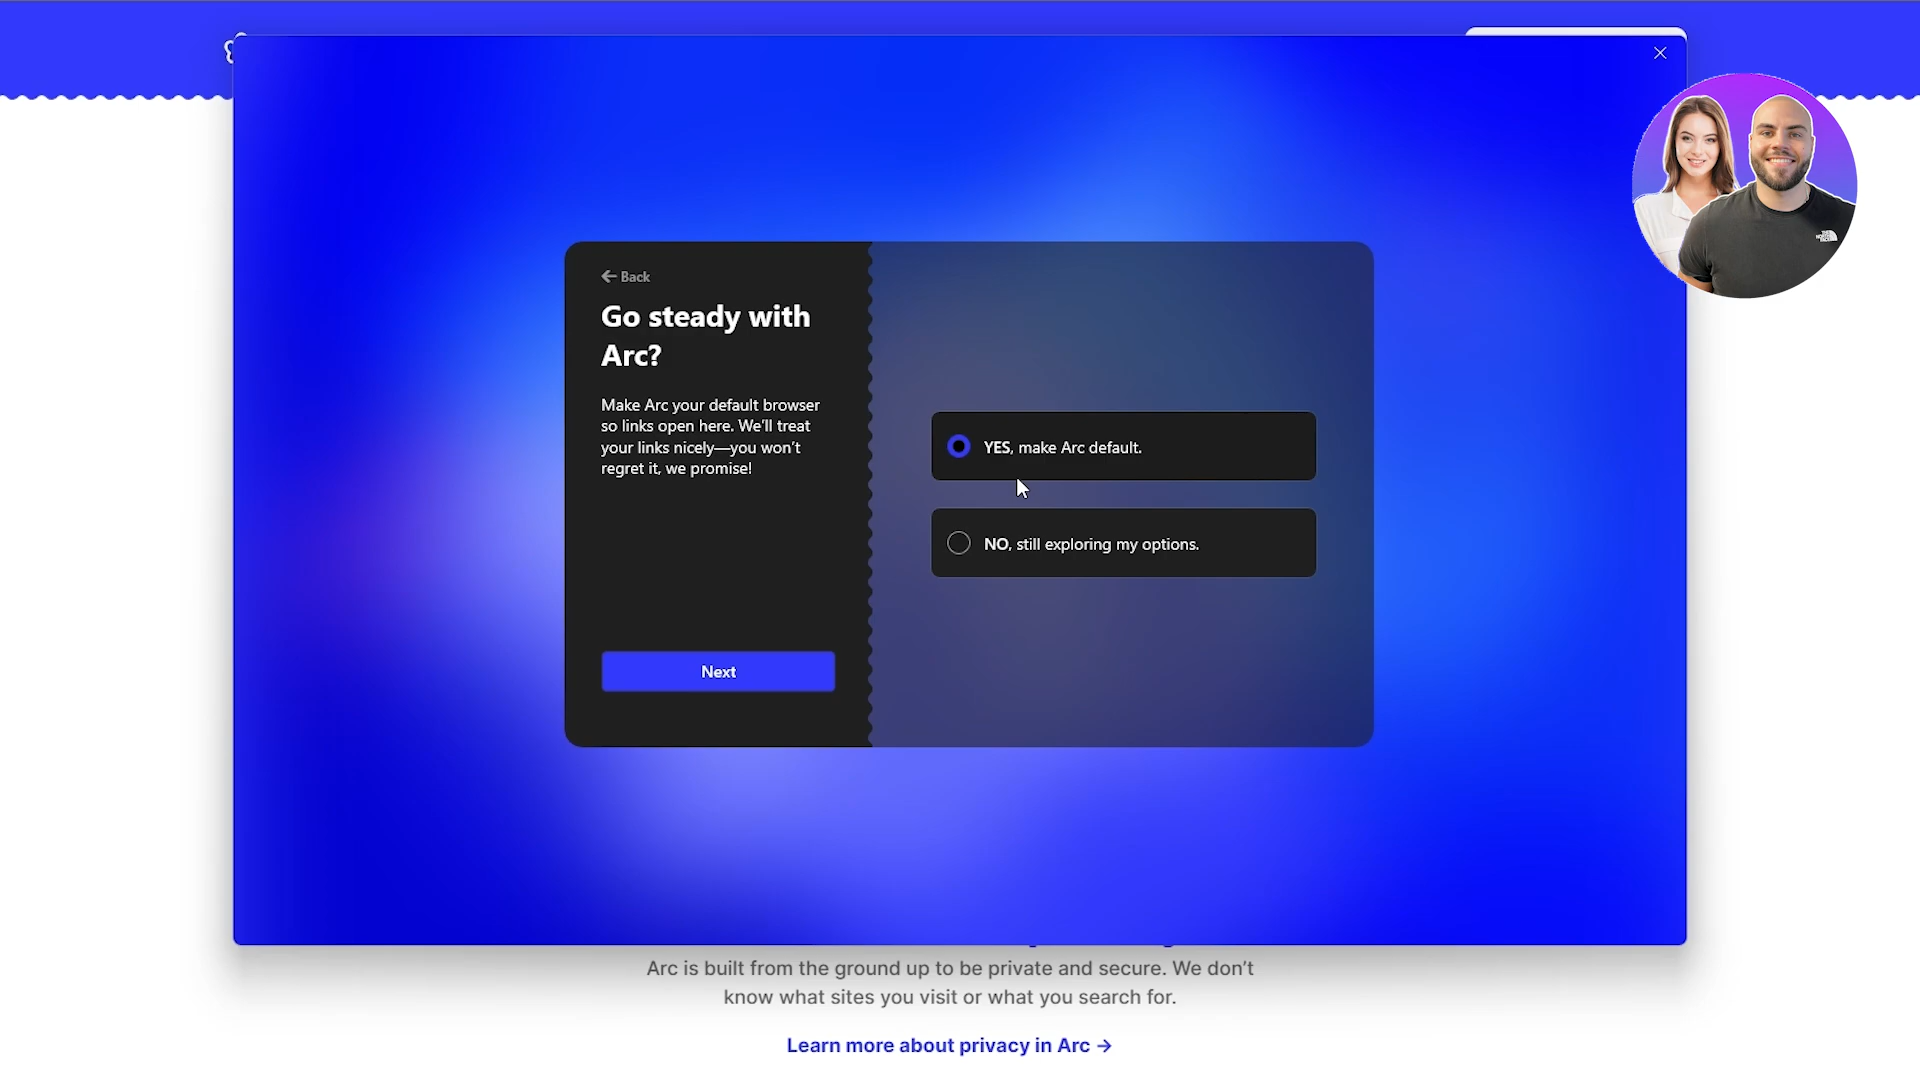 Back
Go steady with
Arc?
Make Arc your default browser
so links open here. We'll treat
your links nicely—you won't
regret it, we promise!
Next
YES, make Arc default.
NO, still exploring my options.
THE NORTH FACE
Arc is built from the ground up to be private and secure. We don't
know what sites you visit or what you search for.
Learn more about privacy in Arc →